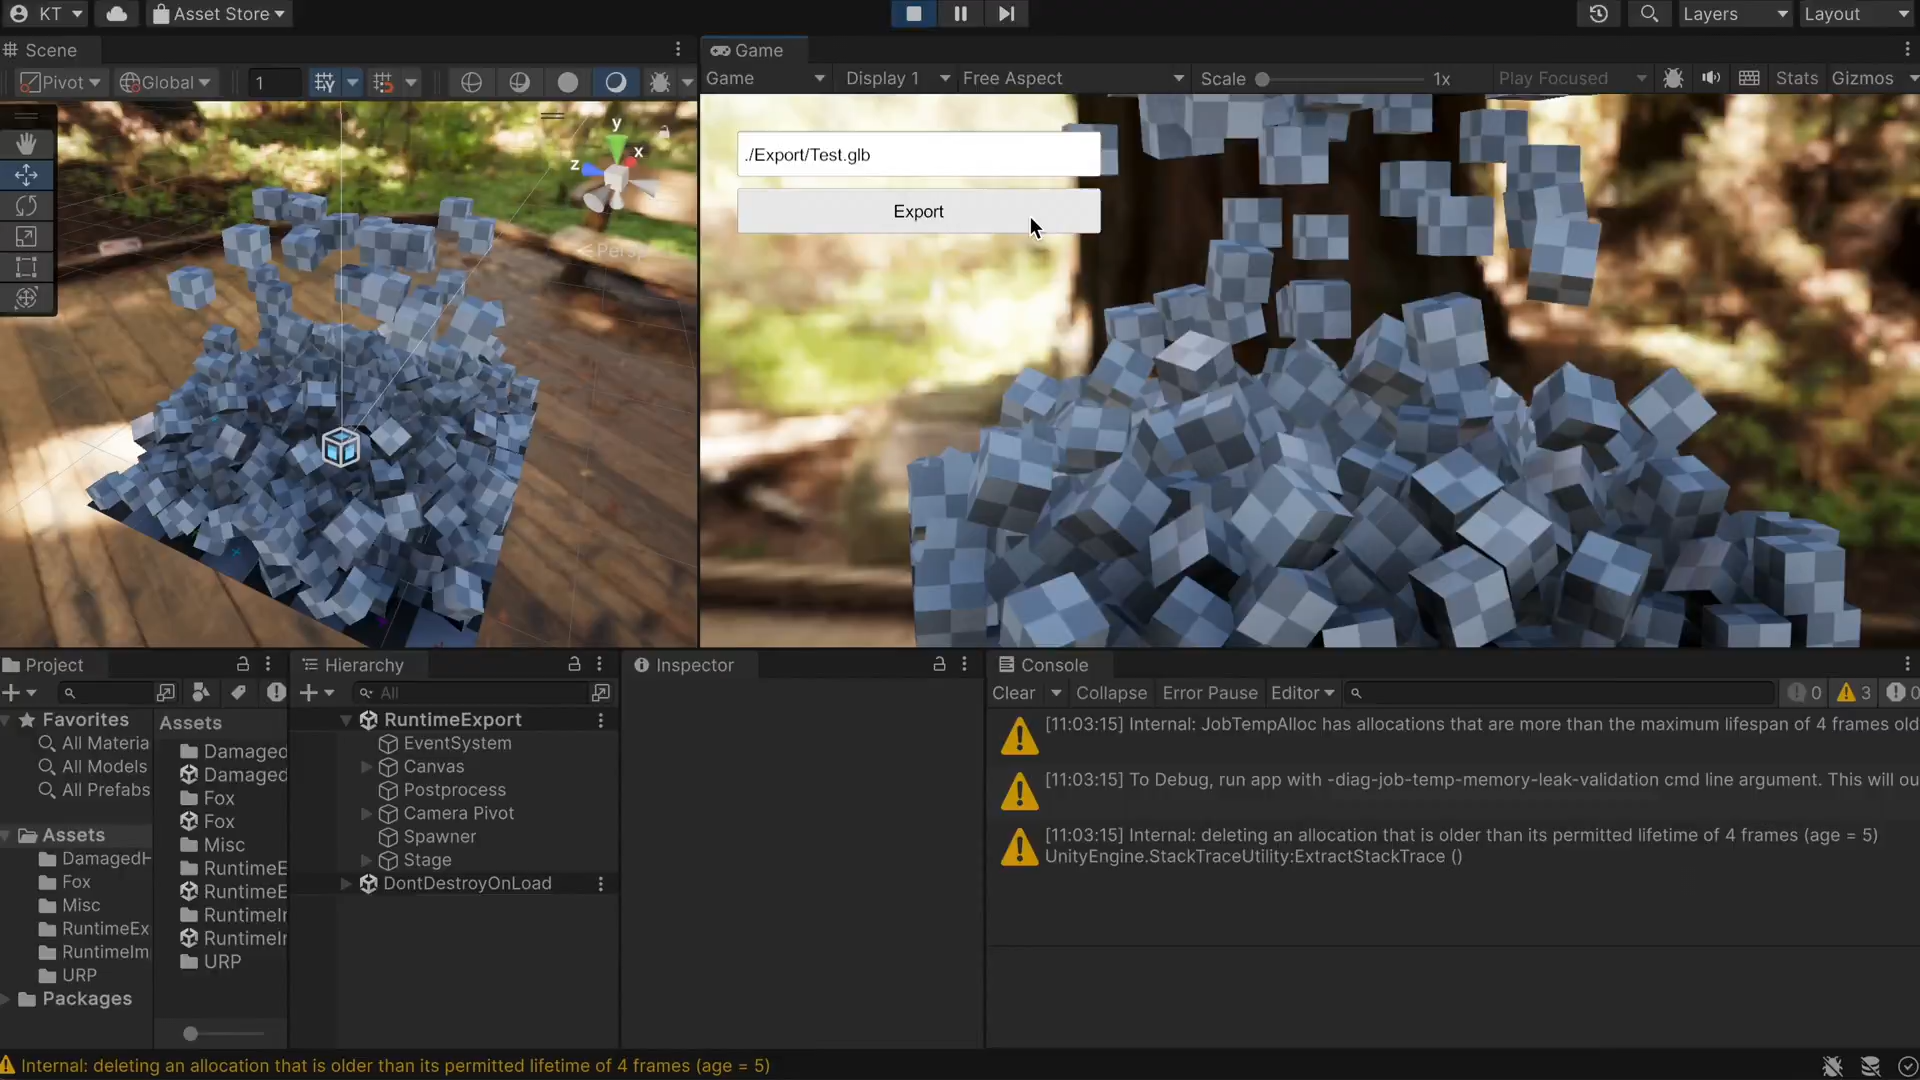 KT
Asset Store
Layers
Layout
Scene
Game
Pivot
Global
1
Game
Display 1
Free Aspect
Scale
1x
Play Focused
Stats
Gizmos
y
x
z
< Persp
./Export/Test.glb
Export
Project
Hierarchy
Inspector
Console
All
Clear
Collapse
Error Pause
Editor
0
3
0
Favorites
All Materia
All Models
All Prefabs
Assets
DamagedH
Fox
Misc
RuntimeEx
RuntimeIm
URP
Packages
Assets
Damaged
Damaged
Fox
Fox
Misc
RuntimeE
RuntimeE
RuntimeIr
RuntimeIr
URP
RuntimeExport
EventSystem
Canvas
Postprocess
Camera Pivot
Spawner
Stage
DontDestroyOnLoad
[11:03:15] Internal: JobTempAlloc has allocations that are more than the maximum lifespan of 4 frames old
[11:03:15] To Debug, run app with -diag-job-temp-memory-leak-validation cmd line argument. This will ou
[11:03:15] Internal: deleting an allocation that is older than its permitted lifetime of 4 frames (age = 5)
UnityEngine.StackTraceUtility:ExtractStackTrace ()
Internal: deleting an allocation that is older than its permitted lifetime of 4 frames (age = 5)